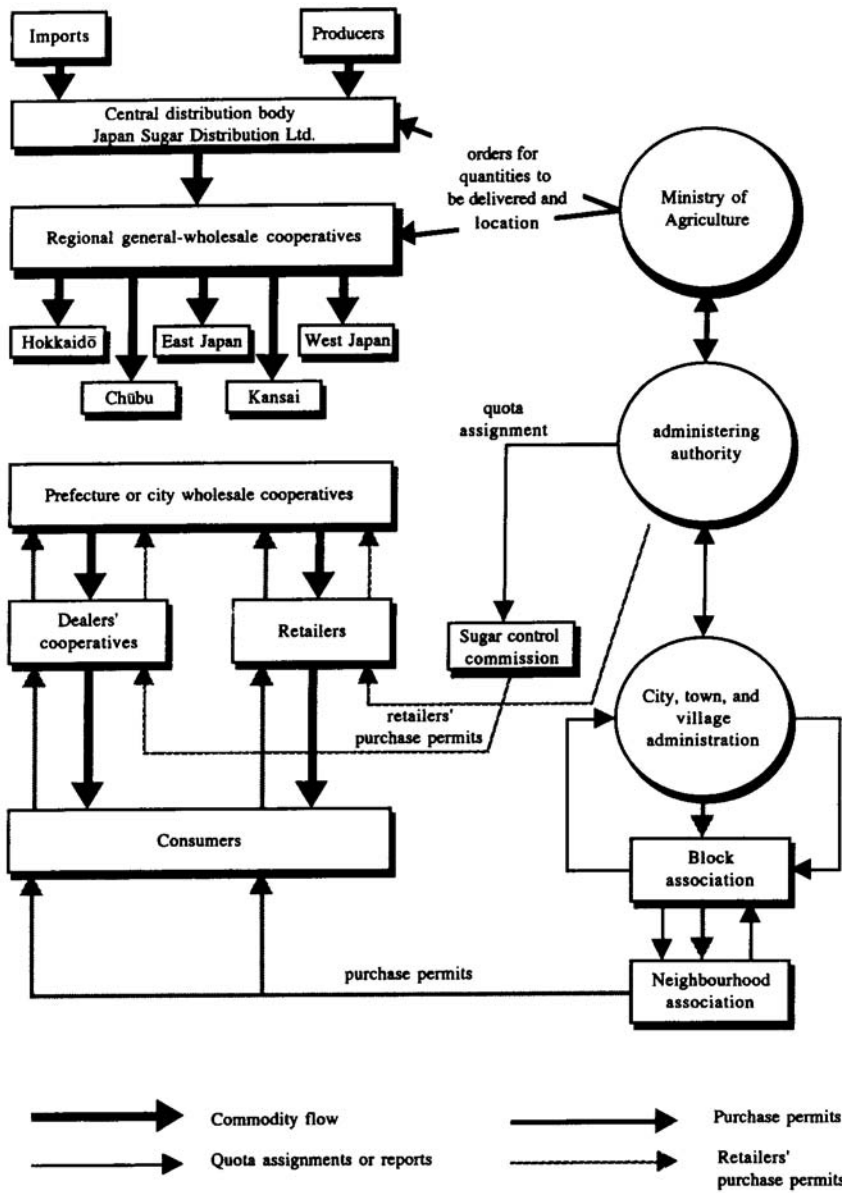 Imports
Producers
Central distribution body
Japan Sugar Distribution Ltd.
orders for
quantities to
be delivered and
location
Ministry of
Agriculture
Regional general-wholesale cooperatives
Hokkaidō
East Japan
West Japan
Chūbu
Kansai
quota
assignment
administering
authority
Prefecture or city wholesale cooperatives
Dealers'
cooperatives
Retailers
Sugar control
commission
retailers'
purchase permits
City, town, and
village
administration
Consumers
Block
association
purchase permits
Neighbourhood
association
Commodity flow
Purchase permits
Quota assignments or reports
Retailers'
purchase permits